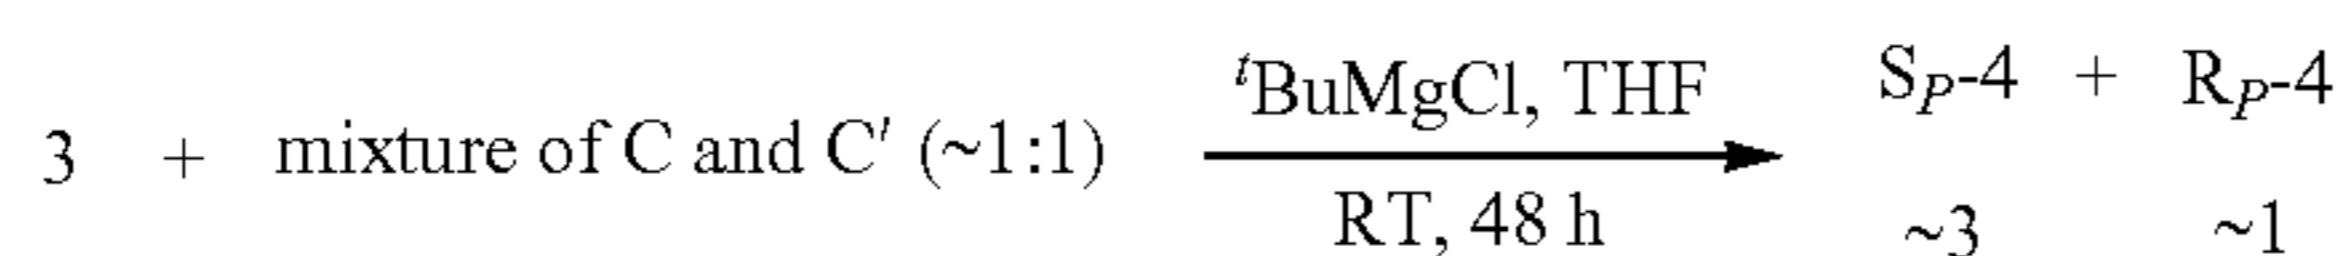 3 + mixture of C and C' (~1:1) ᵗBuMgCl, THF S_P-4 + R_P-4
RT, 48 h ~3 ~1